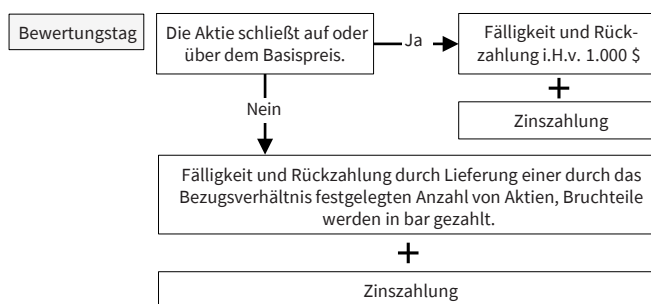 Bewertungstag
Die Aktie schließt auf oder
über dem Basispreis.
Ja
Fälligkeit und Rück-
zahlung i.H.v. 1.000 $
+
Zinszahlung
Nein
Fälligkeit und Rückzahlung durch Lieferung einer durch das
Bezugsverhältnis festgelegten Anzahl von Aktien, Bruchteile
werden in bar gezahlt.
+
Zinszahlung